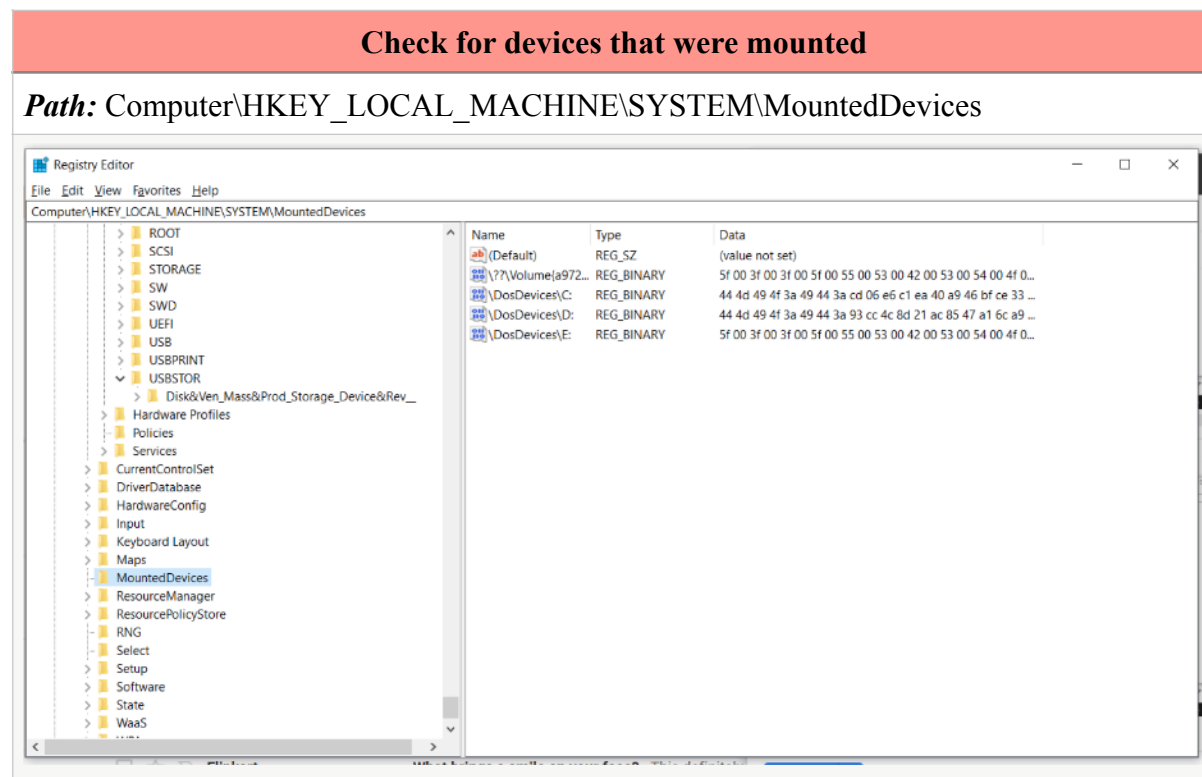 Check for devices that were mounted
Path: Computer\HKEY_LOCAL_MACHINE\SYSTEM\MountedDevices
Registry Editor
File Edit View Favorites Help
Computer\HKEY_LOCAL_MACHINE\SYSTEM\MountedDevices
ROOT
SCSI
STORAGE
SW
SWD
UEFI
USB
USBPRINT
USBSTOR
Disk&Ven_Mass&Prod_Storage_Device&Rev__
Hardware Profiles
Policies
Services
CurrentControlSet
DriverDatabase
HardwareConfig
Input
Keyboard Layout
Maps
MountedDevices
ResourceManager
ResourcePolicyStore
RNG
Select
Setup
Software
State
WaaS
Name Type Data
(Default) REG_SZ (value not set)
\??\Volume{a972... REG_BINARY 5f 00 3f 00 3f 00 5f 00 55 00 53 00 42 00 53 00 54 00 4f 0...
\DosDevices\C: REG_BINARY 44 4d 49 4f 3a 49 44 3a cd 06 e6 c1 ea 40 a9 46 bf ce 33 ...
\DosDevices\D: REG_BINARY 44 4d 49 4f 3a 49 44 3a 93 cc 4c 8d 21 ac 85 47 a1 6c a9 ...
\DosDevices\E: REG_BINARY 5f 00 3f 00 3f 00 5f 00 55 00 53 00 42 00 53 00 54 00 4f 0...